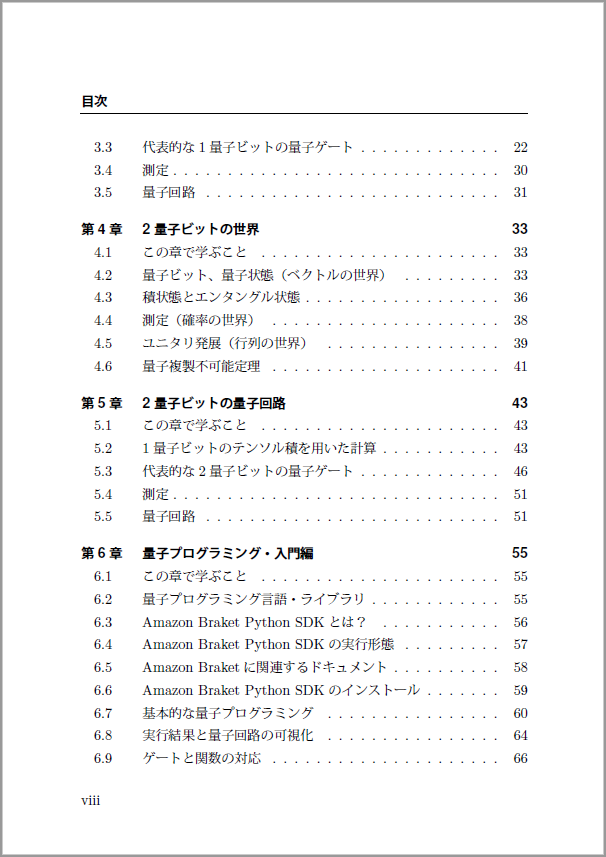 目次
3.3 代表的な 1 量子ビットの量子ゲート . . . . . . . . . . . . . 22
3.4 測定 . . . . . . . . . . . . . . . . . . . . . . . . . . . . . . 30
3.5 量子回路 . . . . . . . . . . . . . . . . . . . . . . . . . . . 31
第 4 章 2 量子ビットの世界 33
4.1 この章で学ぶこと . . . . . . . . . . . . . . . . . . . . . . 33
4.2 量子ビット、量子状態（ベクトルの世界） . . . . . . . . . 33
4.3 積状態とエンタングル状態 . . . . . . . . . . . . . . . . . . 36
4.4 測定（確率の世界） . . . . . . . . . . . . . . . . . . . . . 38
4.5 ユニタリ発展（行列の世界） . . . . . . . . . . . . . . . . 39
4.6 量子複製不可能定理 . . . . . . . . . . . . . . . . . . . . . 41
第 5 章 2 量子ビットの量子回路 43
5.1 この章で学ぶこと . . . . . . . . . . . . . . . . . . . . . . 43
5.2 1 量子ビットのテンソル積を用いた計算 . . . . . . . . . . . 43
5.3 代表的な 2 量子ビットの量子ゲート . . . . . . . . . . . . . 46
5.4 測定 . . . . . . . . . . . . . . . . . . . . . . . . . . . . . . 51
5.5 量子回路 . . . . . . . . . . . . . . . . . . . . . . . . . . . 51
第 6 章 量子プログラミング・入門編 55
6.1 この章で学ぶこと . . . . . . . . . . . . . . . . . . . . . . 55
6.2 量子プログラミング言語・ライブラリ . . . . . . . . . . . . 55
6.3 Amazon Braket Python SDK とは？ . . . . . . . . . . . 56
6.4 Amazon Braket Python SDK の実行形態 . . . . . . . . . 57
6.5 Amazon Braket に関連するドキュメント . . . . . . . . . . 58
6.6 Amazon Braket Python SDK のインストール . . . . . . . 59
6.7 基本的な量子プログラミング . . . . . . . . . . . . . . . . 60
6.8 実行結果と量子回路の可視化 . . . . . . . . . . . . . . . . 64
6.9 ゲートと関数の対応 . . . . . . . . . . . . . . . . . . . . . 66
viii